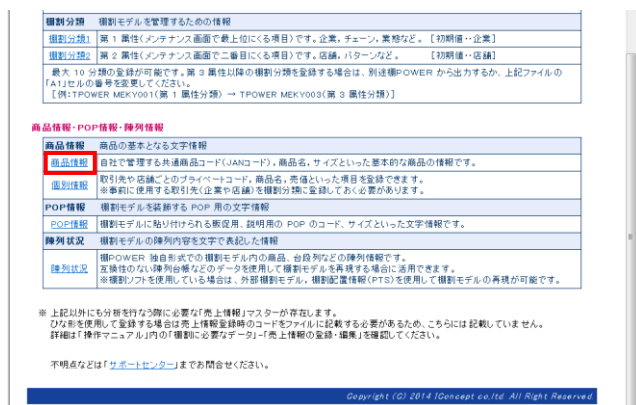 棚割分類 棚割モデルを管理するための情報
棚割分類1 第 1 属性(メンテナンス画面で最上位にくる項目)です。企業, チェーン, 業態など。 [初期値‥企業]
棚割分類2 第 2 属性(メンテナンス画面で二番目にくる項目)です。店舗, パターンなど。 [初期値‥店舗]
最大 10 分類の登録が可能です。第 3 属性以降の棚割分類を登録する場合は、別途棚POWER から出力するか、上記ファイルの
「A1」セルの番号を変更してください。
[例:TPOWER MEKY001(第 1 属性分類) → TPOWER MEKY003(第 3 属性分類)]
商品情報・POP情報・陳列情報
商品情報 商品の基本となる文字情報
商品情報 自社で管理する共通商品コード(JANコード), 商品名, サイズといった基本的な商品の情報です。
個別情報 取引先や店舗ごとのプライベートコード、商品名, 売価といった項目を登録できます。
※事前に使用する取引先(企業や店舗)を棚割分類に登録しておく必要があります。
POP情報 棚割モデルを装飾する POP 用の文字情報
POP情報 棚割モデルに貼り付けられる販促用、説明用の POP のコード、サイズといった文字情報です。
陳列状況 棚割モデルの陳列内容を文字で表記した情報
陳列状況 棚POWER 独自形式での棚割モデル内の商品、台段列などの陳列情報です。
互換性のない陳列台帳などのデータを使用して棚割モデルを再現する場合に活用できます。
※棚割ソフトを使用している場合は、外部棚割モデル, 棚割配置情報(PTS)を使用して棚割モデルの再現が可能です。
※ 上記以外にも分析を行なう際に必要な「売上情報」マスターが存在します。
ひな形を使用して登録する場合は売上情報登録時のコードをファイルに記載する必要があるため、こちらには記載していません。
詳細は「操作マニュアル」内の「棚割に必要なデータ」-「売上情報の登録・編集」を確認してください。
不明点などは「サポートセンター」までお問合せください。
Copyright (C) 2014 IConcept co,ltd. All Right Reserved.